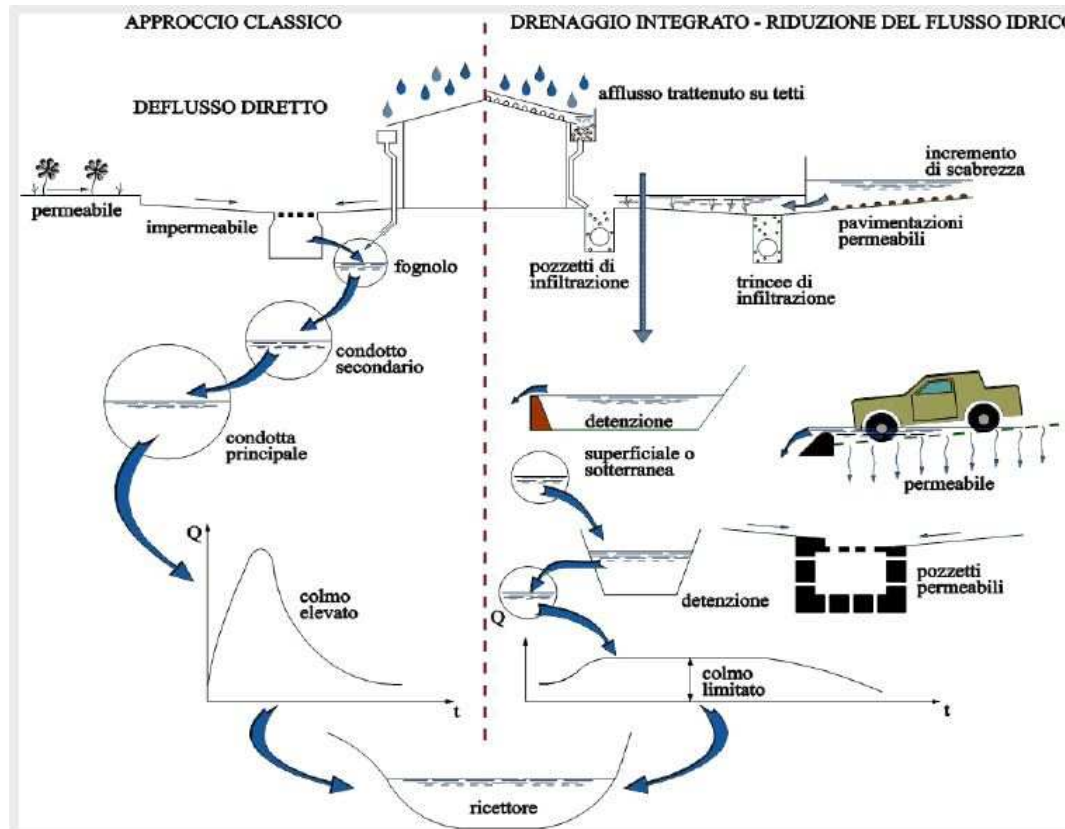 APPROCCIO CLASSICO
DRENAGGIO INTEGRATO - RIDUZIONE DEL FLUSSO IDRICO
DEFLUSSO DIRETTO
afflusso trattenuto su tetti
permeabile
impermeabile
fognolo
condotto
secondario
condotta
principale
Q
colmo
elevato
t
incremento
di scabrezza
pavimentazioni
permeabili
pozzetti di
infiltrazione
trincee di
infiltrazione
detenzione
superficiale o
sotterranea
permeabile
detenzione
pozzetti
permeabili
Q
colmo
limitato
t
ricettore